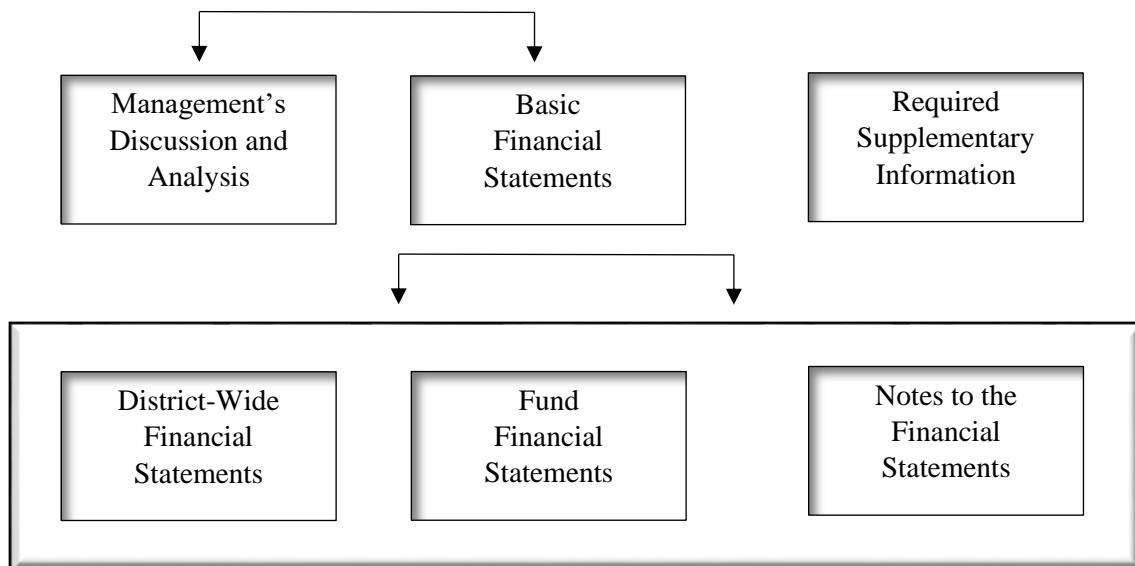 Management’s
Discussion and
Analysis
Basic
Financial
Statements
Required
Supplementary
Information
District-Wide
Financial
Statements
Fund
Financial
Statements
Notes to the
Financial
Statements